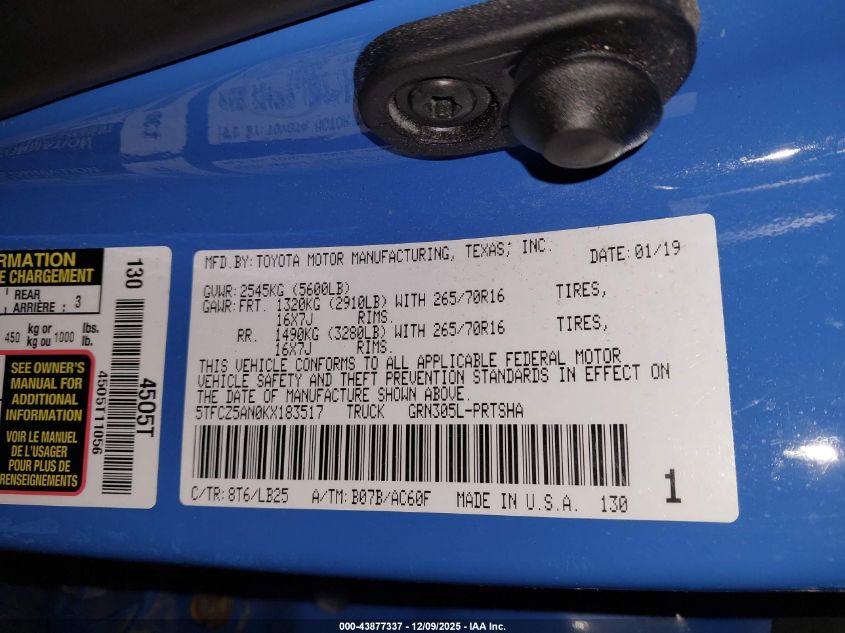 MFD.BY:TOYOTA MOTOR MANUFACTURING, TEXAS, INC. DATE:01/19
GVWR:2545KG (5600LB)
GAWR:FRT. 1320KG (2910LB) WITH 265/70R16 TIRES,
16X7J RIMS.
RR. 1490KG (3280LB) WITH 265/70R16 TIRES,
16X7J RIMS.
THIS VEHICLE CONFORMS TO ALL APPLICABLE FEDERAL MOTOR
VEHICLE SAFETY AND THEFT PREVENTION STANDARDS IN EFFECT ON
THE DATE OF MANUFACTURE SHOWN ABOVE.
5TFCZ5AN0KX183517 TRUCK GRN305L-PRTSHA
C/TR:8T6/LB25 A/TM:B07B/AC60F MADE IN U.S.A. 130
1
REAR
ARRIÈRE : 3
450 kg or 1000 lbs.
kg ou lb.
SEE OWNER'S
MANUAL FOR
ADDITIONAL
INFORMATION
VOIR LE MANUEL
DE L'USAGER
POUR PLUS DE
RENSEIGNEMENTS
130
4505T
4505T11056
CHARGEMENT
000-43877337 - 12/09/2025 - IAA Inc.